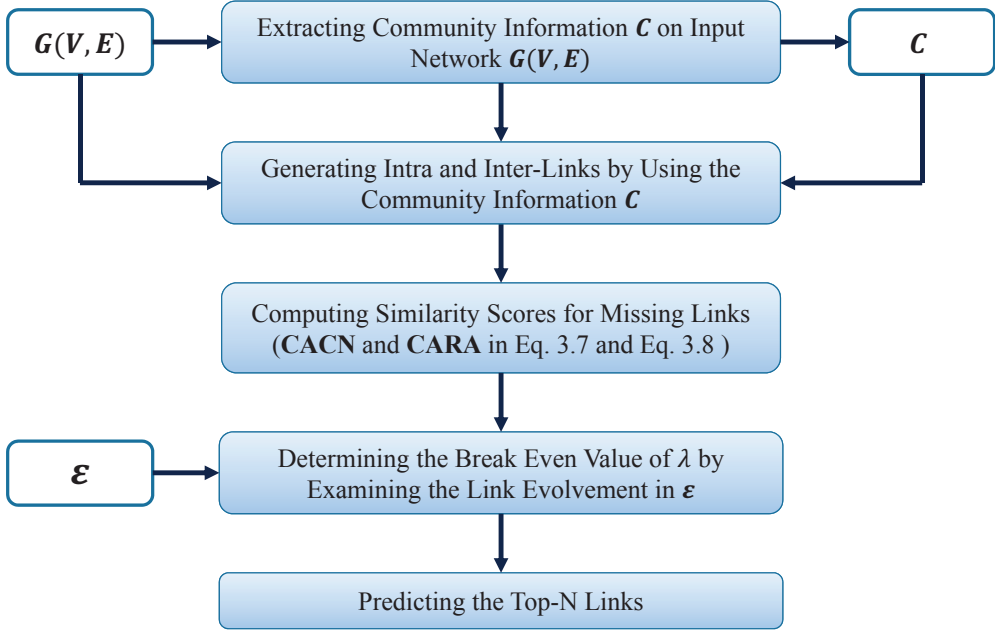 G(V, E)
Extracting Community Information C on Input
Network G(V, E)
C
Generating Intra and Inter-Links by Using the
Community Information C
Computing Similarity Scores for Missing Links
(CACN and CARA in Eq. 3.7 and Eq. 3.8 )
ε
Determining the Break Even Value of λ by
Examining the Link Evolvement in ε
Predicting the Top-N Links